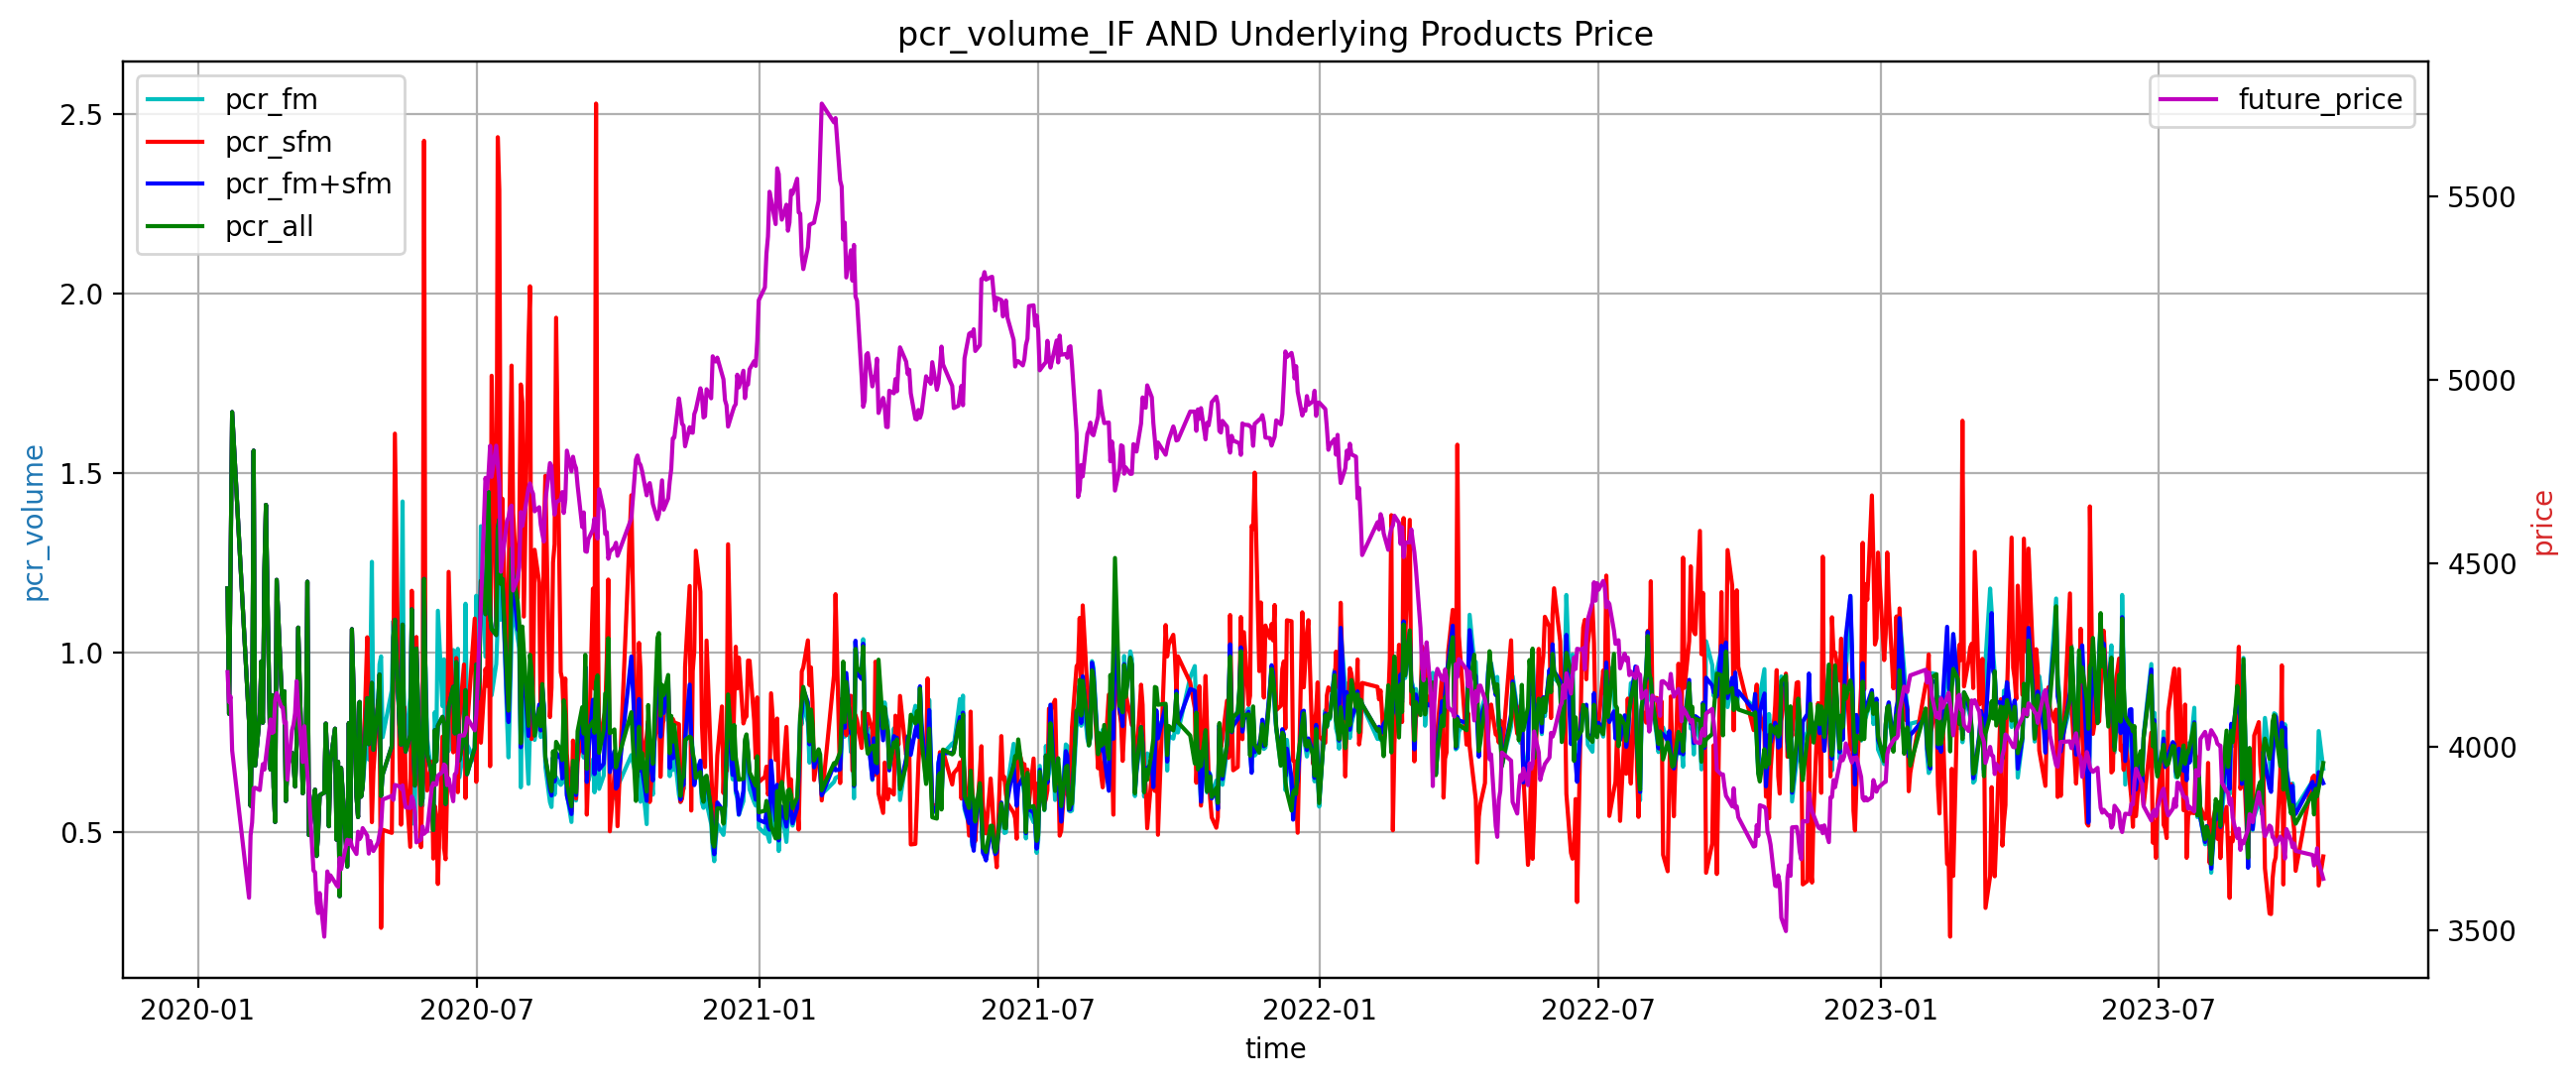 pcr_volume_IF AND Underlying Products Price
pcr_fm
pcr_sfm
pcr_fm+sfm
pcr_all
future_price
2.5
2.0
1.5
1.0
0.5
pcr_volume
5500
5000
4500
4000
3500
price
2020-01
2020-07
2021-01
2021-07
2022-01
2022-07
2023-01
2023-07
time